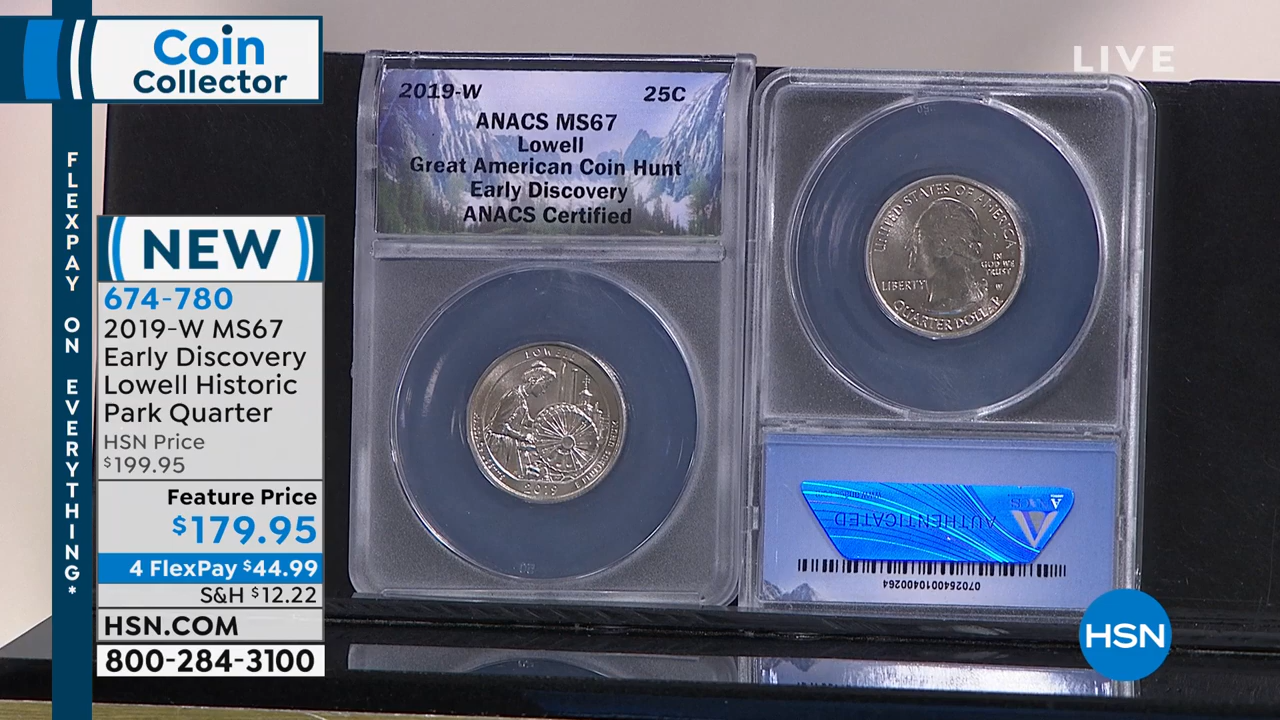 Coin
Collector
LIVE
FLEXPAY ON EVERYTHING*
NEW
674-780
2019-W MS67
Early Discovery
Lowell Historic
Park Quarter
HSN Price
$199.95
Feature Price
$179.95
4 FlexPay $44.99
S&H $12.22
HSN.COM
800-284-3100
2019-W 25C
ANACS MS67
Lowell
Great American Coin Hunt
Early Discovery
ANACS Certified
LOWELL
2019
UNITED STATES OF AMERICA
IN
GOD WE
TRUST
LIBERTY
W
QUARTER DOLLAR
AUTHENTICATED
0702540010400264
HSN